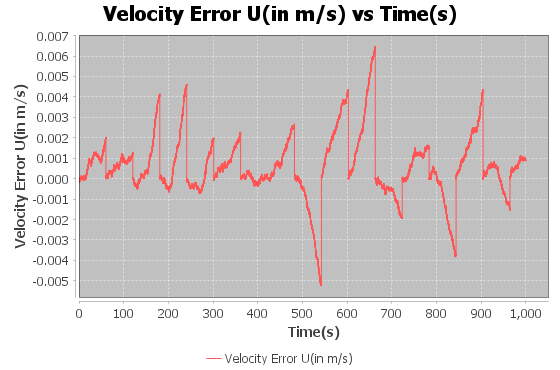 Velocity Error U(in m/s) vs Time(s)
Velocity Error U(in m/s)
0.007
0.006
0.005
0.004
0.003
0.002
0.001
0.000
-0.001
-0.002
-0.003
-0.004
-0.005
0 100 200 300 400 500 600 700 800 900 1,000
Time(s)
Velocity Error U(in m/s)